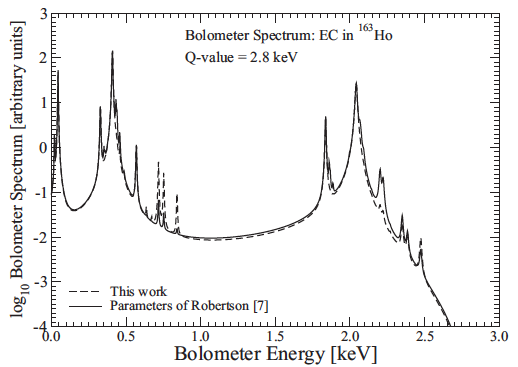 3
2
1
0
-1
-2
-3
-4
log10 Bolometer Spectrum [arbitrary units]
Bolometer Spectrum: EC in 163Ho
Q-value = 2.8 keV
This work
Parameters of Robertson [7]
0.0 0.5 1.0 1.5 2.0 2.5 3.0
Bolometer Energy [keV]